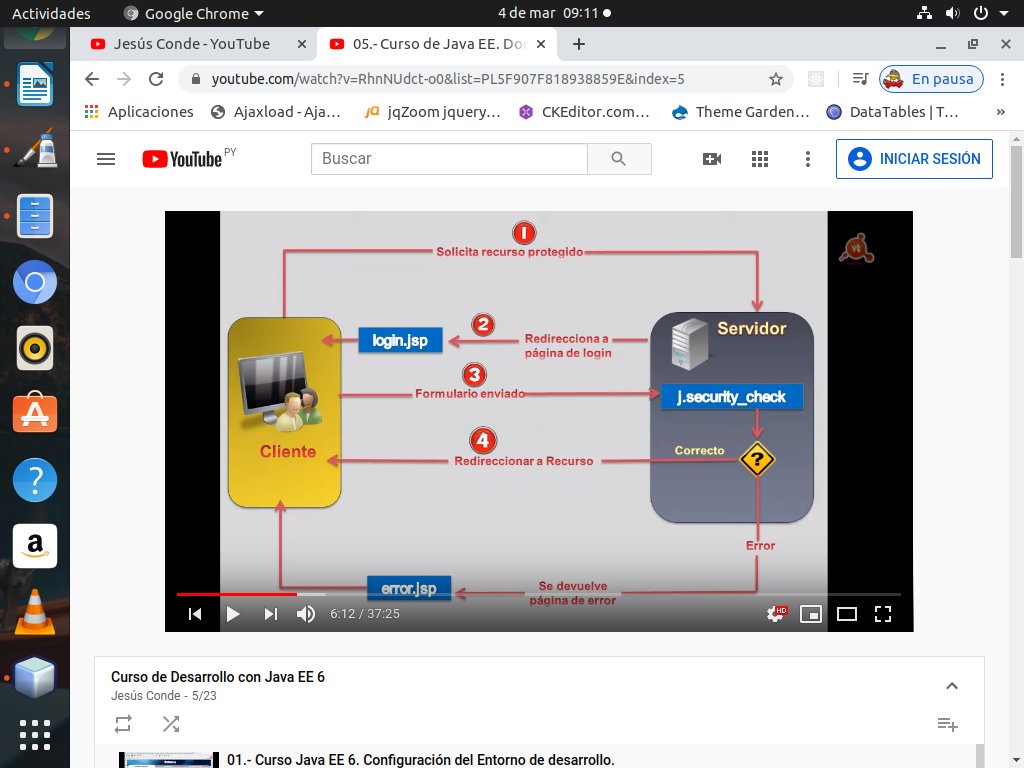 Actividades
Google Chrome
4 de mar 09:11
Jesús Conde - YouTube
05.- Curso de Java EE. Dor
youtube.com/watch?v=RhnNUdct-o0&list=PL5F907F818938859E&index=5
En pausa
Aplicaciones
Ajaxload - Aja...
jqZoom jquery...
CKEditor.com...
Theme Garden...
DataTables | T...
»
YouTube PY
Buscar
INICIAR SESIÓN
1
Solicita recurso protegido
vt
login.jsp
2
Redirecciona a
página de login
Servidor
3
Formulario enviado
j.security_check
Cliente
4
Redireccionar a Recurso
Correcto
?
Error
error.jsp
Se devuelve
página de error
6:12 / 37:25
HD
Curso de Desarrollo con Java EE 6
Jesús Conde - 5/23
01.- Curso Java EE 6. Configuración del Entorno de desarrollo.